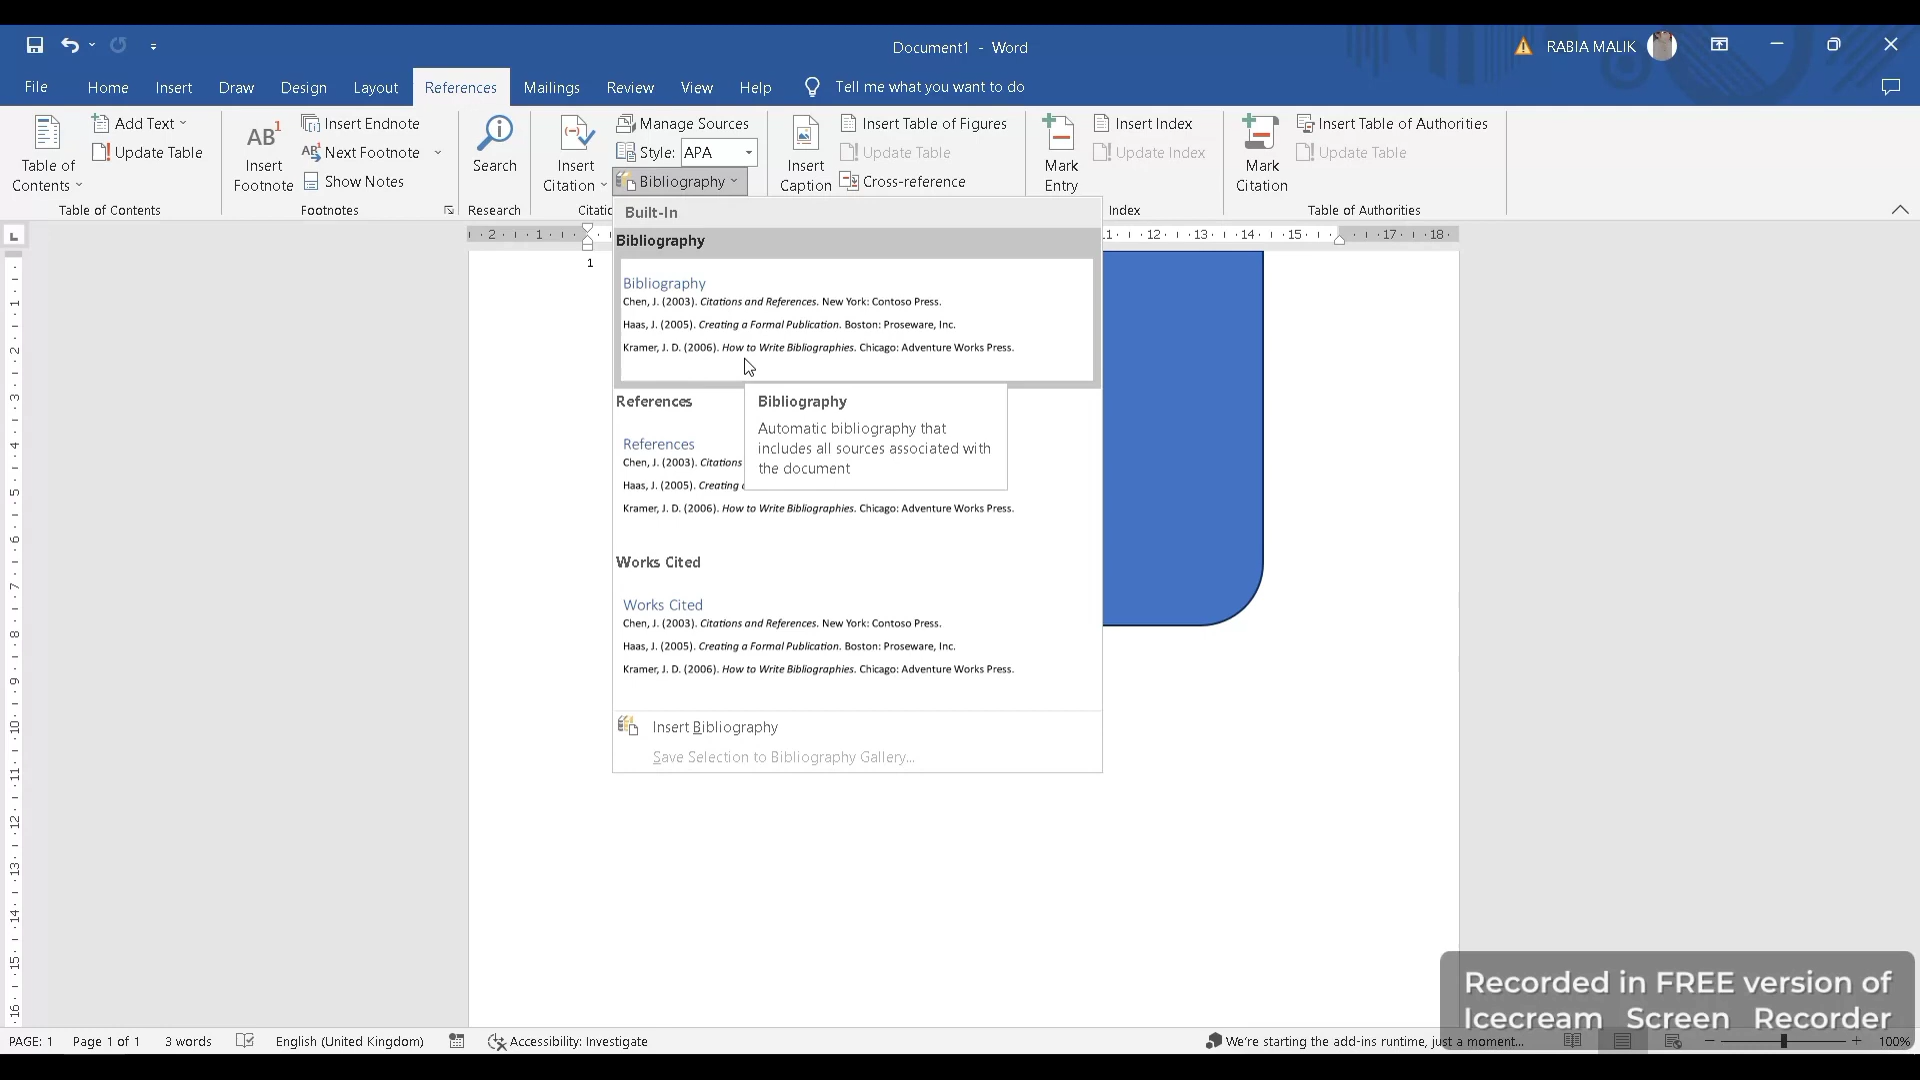 Document1 - Word
RABIA MALIK
File Home Insert Draw Design Layout References Mailings Review View Help Tell me what you want to do
Table of Contents
Add Text
Update Table
Table of Contents
AB1
Insert Footnote
Insert Endnote
AB1 Next Footnote
Show Notes
Footnotes
Search
Research
Insert Citation
Manage Sources
Style: APA
Bibliography
Insert Caption
Insert Table of Figures
Update Table
Cross-reference
Mark Entry
Insert Index
Update Index
Index
Mark Citation
Insert Table of Authorities
Update Table
Table of Authorities
Built-In
Bibliography
Bibliography
Chen, J. (2003). Citations and References. New York: Contoso Press.
Haas, J. (2005). Creating a Formal Publication. Boston: Proseware, Inc.
Kramer, J. D. (2006). How to Write Bibliographies. Chicago: Adventure Works Press.
Bibliography
Automatic bibliography that
includes all sources associated with
the document
References
References
Chen, J. (2003). Citations
Haas, J. (2005). Creating
Kramer, J. D. (2006). How to Write Bibliographies. Chicago: Adventure Works Press.
Works Cited
Works Cited
Chen, J. (2003). Citations and References. New York: Contoso Press.
Haas, J. (2005). Creating a Formal Publication. Boston: Proseware, Inc.
Kramer, J. D. (2006). How to Write Bibliographies. Chicago: Adventure Works Press.
Insert Bibliography
Save Selection to Bibliography Gallery...
1
Recorded in FREE version of
Icecream Screen Recorder
PAGE: 1 Page 1 of 1 3 words English (United Kingdom) Accessibility: Investigate We're starting the add-ins runtime, just a moment... 100%